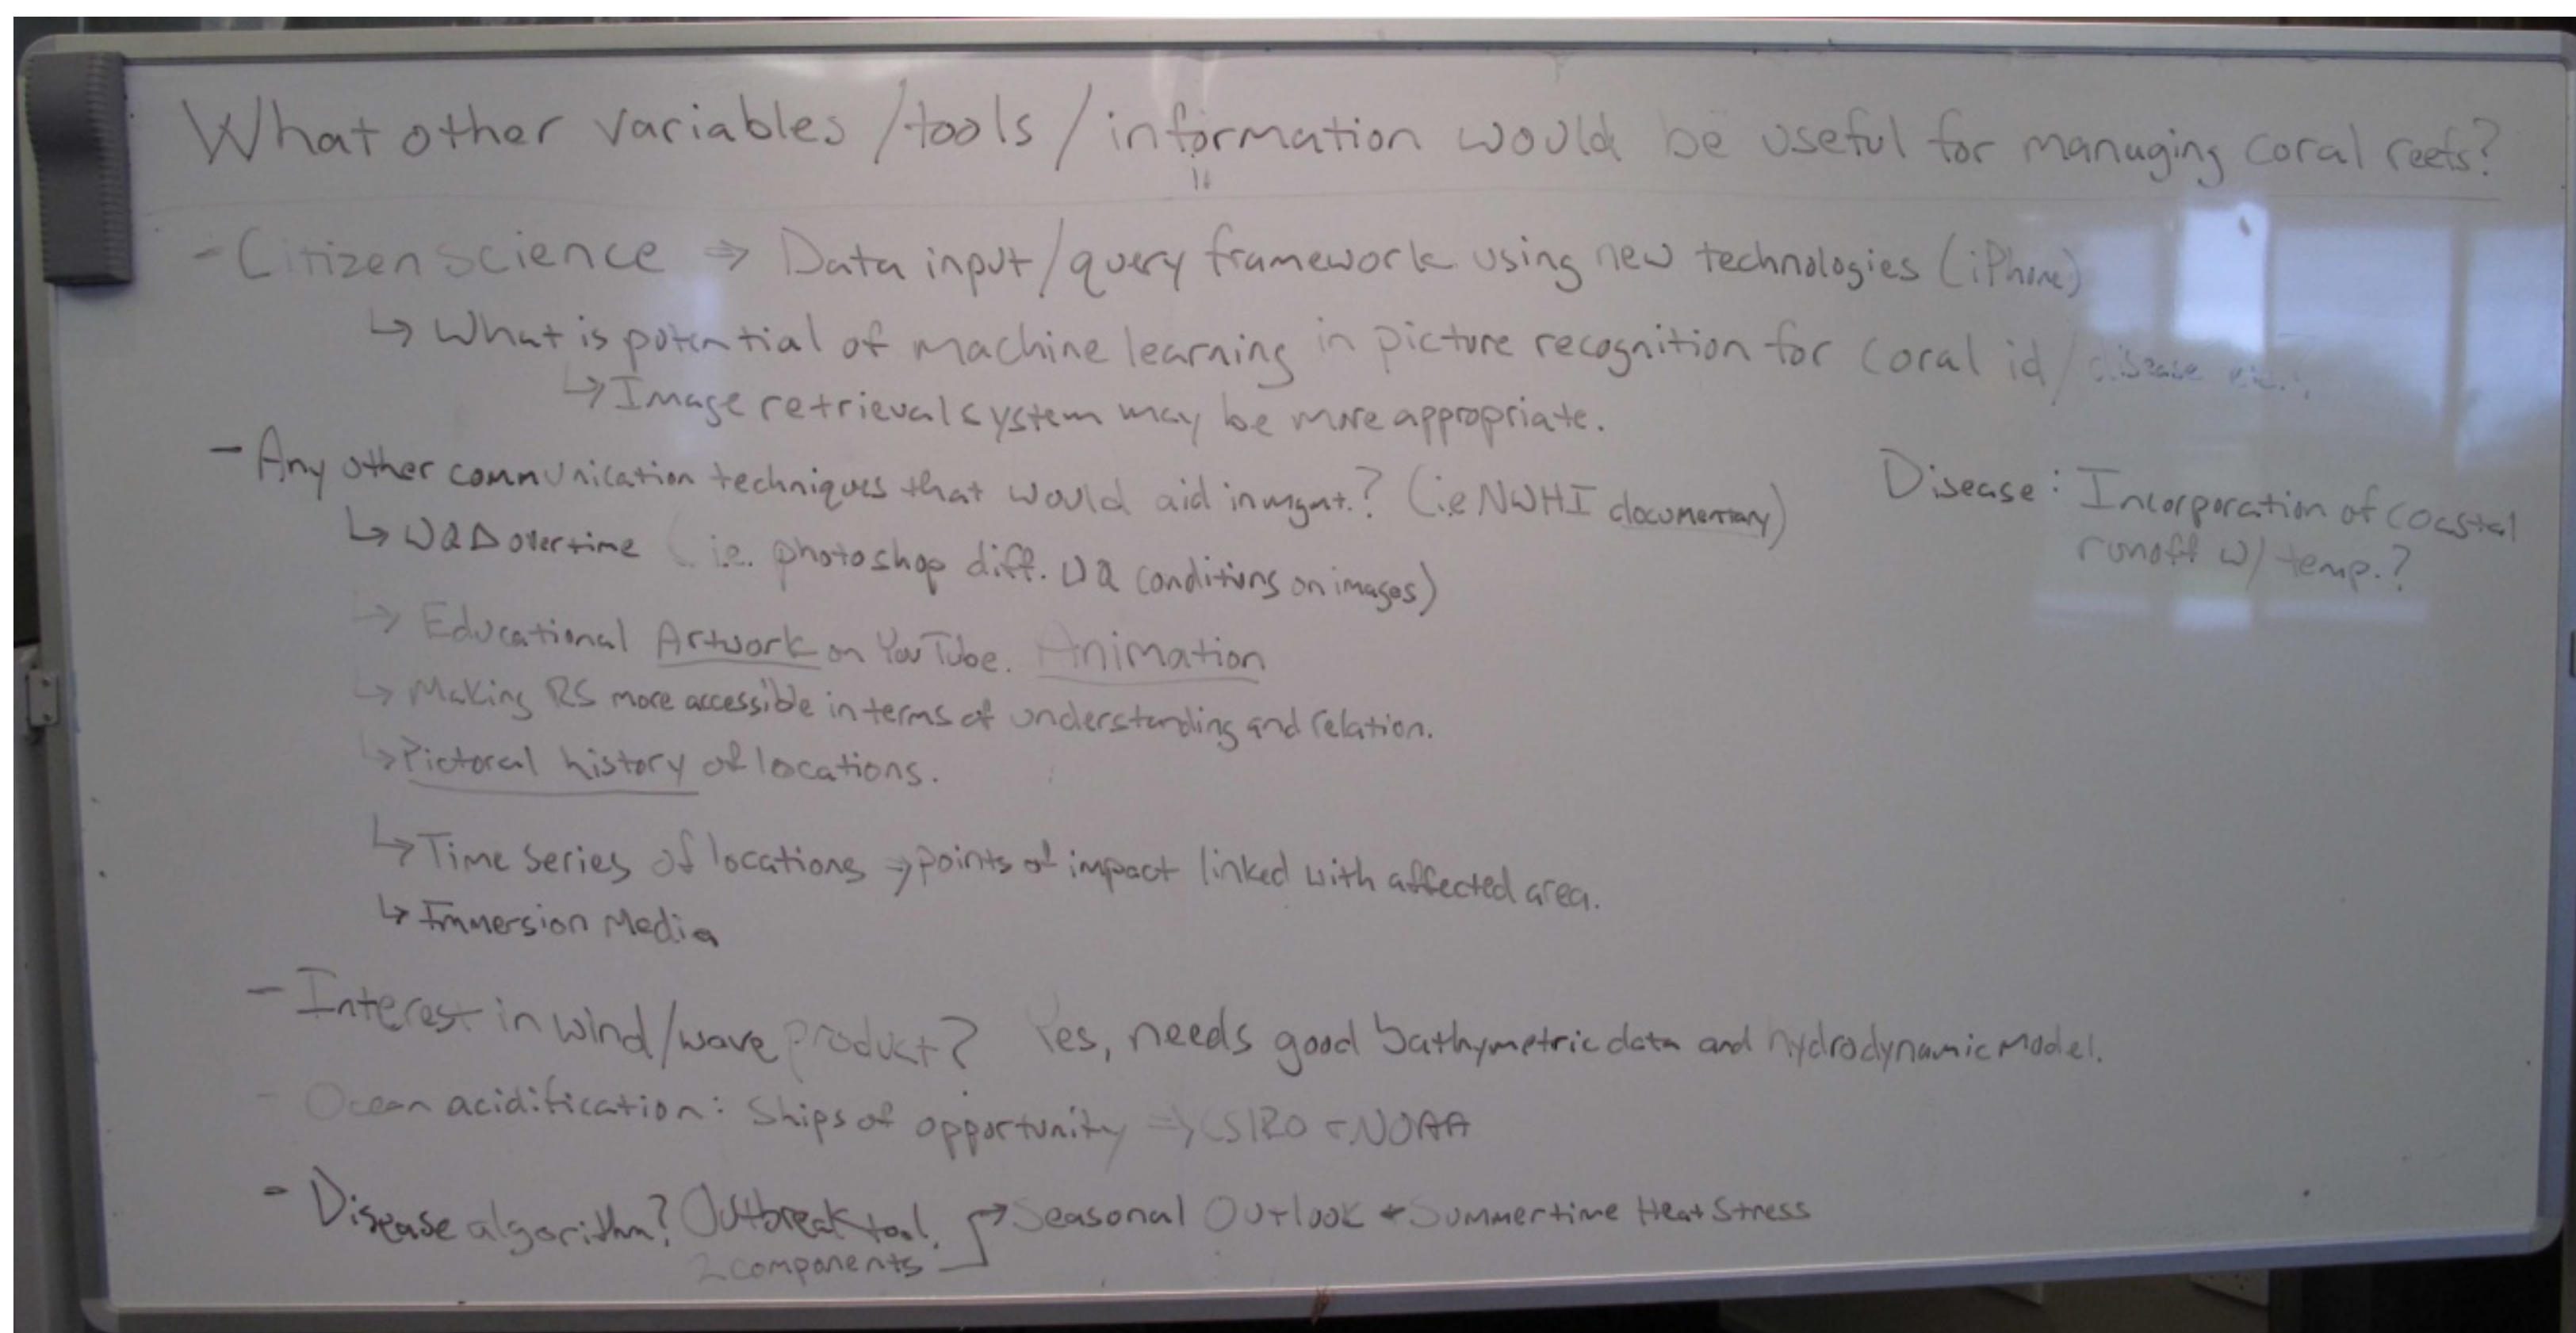 What other variables/tools/information would be useful for managing coral reefs?
- Citizen science ⇒ Data input/query framework using new technologies (iPhone)
↳ What is potential of machine learning in picture recognition for coral id/disease etc.?
↳ Image retrieval system may be more appropriate.
- Any other communication techniques that would aid in mgmt.? (i.e NWHI documentary)
↳ WQ Δ over time (i.e. photoshop diff. WQ conditions on images)
→ Educational Artwork on YouTube. Animation
↳ Making RS more accessible in terms of understanding and relation.
↳ Pictoral history of locations.
↳ Time series of locations → points of impact linked with affected area.
↳ Immersion Media
- Interest in wind/wave product? Yes, needs good bathymetric data and hydrodynamic model.
- Ocean acidification: Ships of opportunity ⇒ CSIRO + NOAA
- Disease algorithm? Outbreak tool. → Seasonal Outlook + Summertime Heat Stress
2 components
Disease: Incorporation of coastal
runoff w/ temp.?